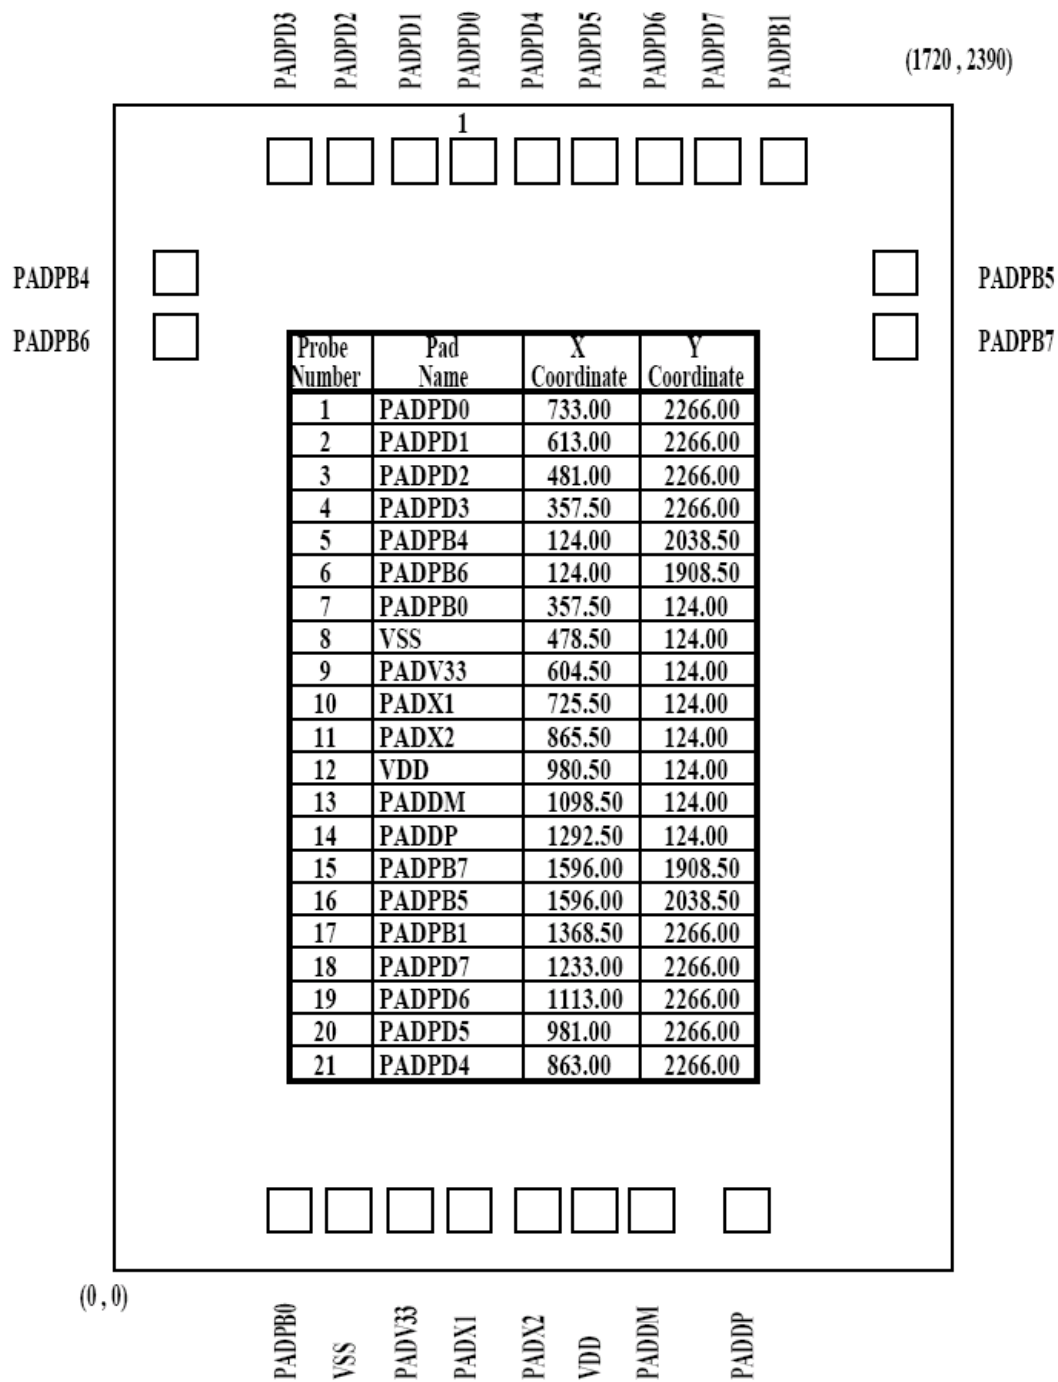 PADPD3 PADPD2 PADPD1 PADPD0 PADPD4 PADPD5 PADPD6 PADPD7 PADPB1
(1720 , 2390)
1
PADPB4 PADPB5
PADPB6 PADPB7
Probe Number Pad Name X Coordinate Y Coordinate
1 PADPD0 733.00 2266.00
2 PADPD1 613.00 2266.00
3 PADPD2 481.00 2266.00
4 PADPD3 357.50 2266.00
5 PADPB4 124.00 2038.50
6 PADPB6 124.00 1908.50
7 PADPB0 357.50 124.00
8 VSS 478.50 124.00
9 PADV33 604.50 124.00
10 PADX1 725.50 124.00
11 PADX2 865.50 124.00
12 VDD 980.50 124.00
13 PADDM 1098.50 124.00
14 PADDP 1292.50 124.00
15 PADPB7 1596.00 1908.50
16 PADPB5 1596.00 2038.50
17 PADPB1 1368.50 2266.00
18 PADPD7 1233.00 2266.00
19 PADPD6 1113.00 2266.00
20 PADPD5 981.00 2266.00
21 PADPD4 863.00 2266.00
(0 , 0)
PADPB0 VSS PADV33 PADX1 PADX2 VDD PADDM PADDP